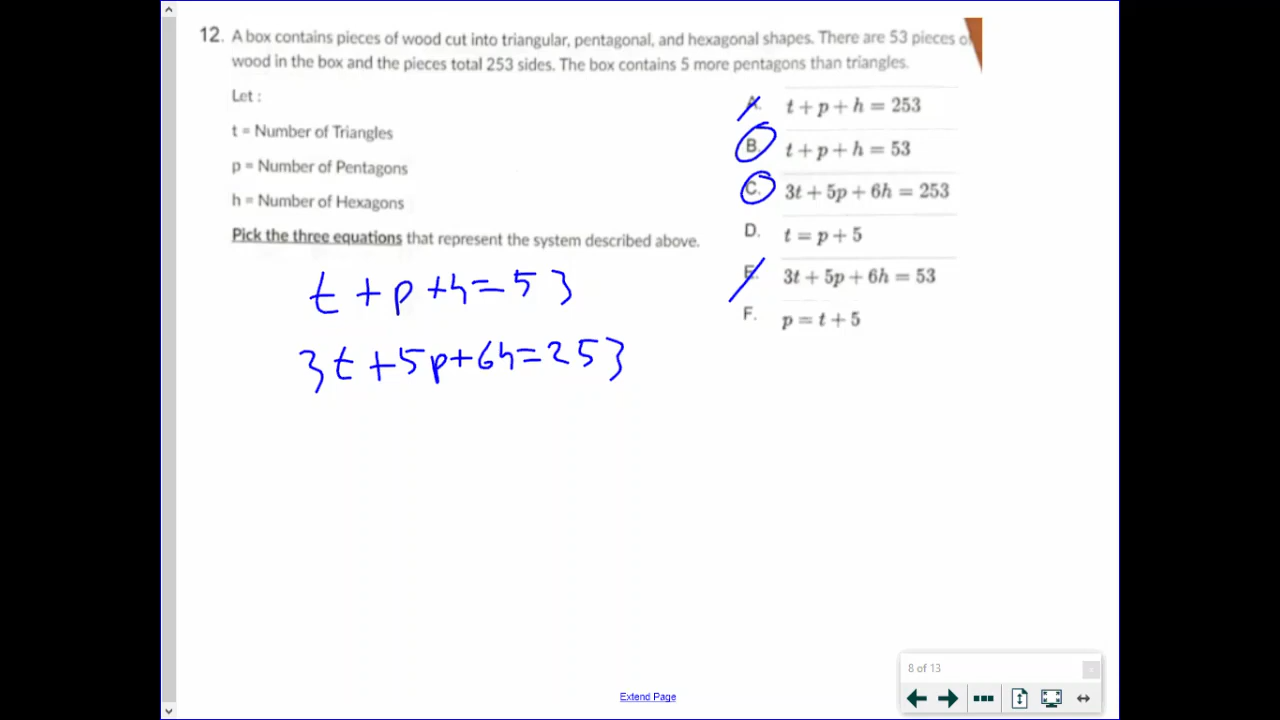 12. A box contains pieces of wood cut into triangular, pentagonal, and hexagonal shapes. There are 53 pieces
wood in the box and the pieces total 253 sides. The box contains 5 more pentagons than triangles.
Let :
t = Number of Triangles
p = Number of Pentagons
h = Number of Hexagons
Pick the three equations that represent the system described above.
A. t + p + h = 253
B. t + p + h = 53
C. 3t + 5p + 6h = 253
D. t = p + 5
E. 3t + 5p + 6h = 53
F. p = t + 5
t + p + h = 53
3t + 5p + 6h = 253
8 of 13
Extend Page